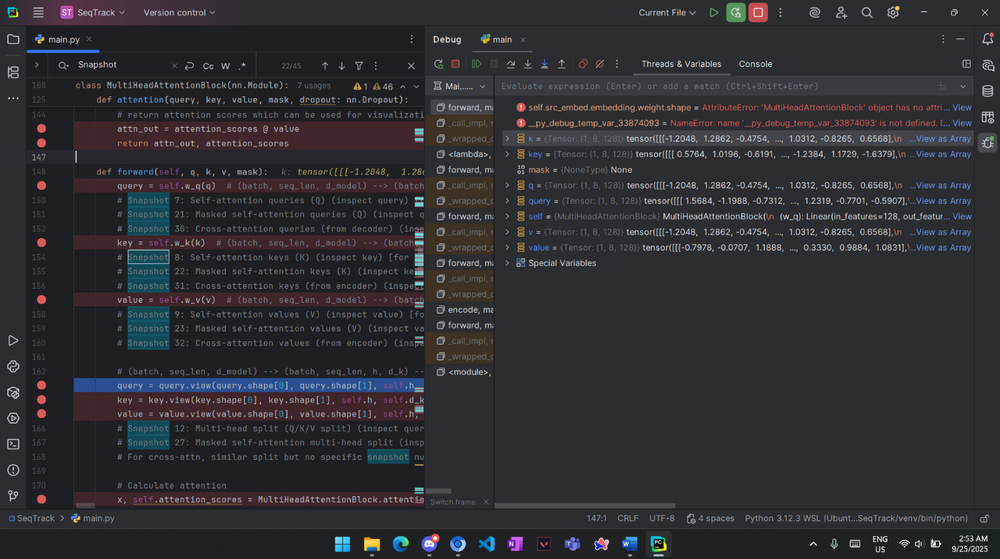 ST SeqTrack Version control Current File
main.py
Debug main
Snapshot Cc W .* 22/45
Threads & Variables Console
108 class MultiHeadAttentionBlock(nn.Module): 7 usages 1 46
125 def attention(query, key, value, mask, dropout: nn.Dropout):
144 # return attention scores which can be used for visualizati
attn_out = attention_scores @ value
return attn_out, attention_scores
147
148 def forward(self, q, k, v, mask): k: tensor([[[-1.2048, 1.286
query = self.w_q(q) # (batch, seq_len, d_model) --> (batch
150 # Snapshot 7: Self-attention queries (Q) (inspect query)
151 # Snapshot 21: Masked self-attention queries (Q) (inspect q
152 # Snapshot 30: Cross-attention queries (from decoder) (insp
key = self.w_k(k) # (batch, seq_len, d_model) --> (batch
154 # Snapshot 8: Self-attention keys (K) (inspect key) [for
155 # Snapshot 22: Masked self-attention keys (K) (inspect ke
156 # Snapshot 31: Cross-attention keys (from encoder) (inspect
value = self.w_v(v) # (batch, seq_len, d_model) --> (batch
158 # Snapshot 9: Self-attention values (V) (inspect value) [fo
159 # Snapshot 23: Masked self-attention values (V) (inspect va
160 # Snapshot 32: Cross-attention values (from encoder) (inspe
161
162 # (batch, seq_len, d_model) --> (batch, seq_len, h, d_k) --
query = query.view(query.shape[0], query.shape[1], self.h,
key = key.view(key.shape[0], key.shape[1], self.h, self.d_k
value = value.view(value.shape[0], value.shape[1], self.h,
166 # Snapshot 12: Multi-head split (Q/K/V split) (inspect quer
167 # Snapshot 27: Masked self-attention multi-head split (insp
168 # For cross-attn, similar split but no specific snapshot nu
169
170 # Calculate attention
x, self.attention_scores = MultiHeadAttentionBlock.attentio
Mai......
forward, ma
_call_impl, r
_wrapped_c
<lambda>,
forward, ma
_call_impl, r
_wrapped_c
forward, ma
_call_impl, r
_wrapped_c
forward, ma
_call_impl, r
_wrapped_c
encode, ma
forward, ma
_call_impl, r
_wrapped_c
<module>,
Switch frame...
Evaluate expression (Enter) or add a watch (Ctrl+Shift+Enter)
self.src_embed.embedding.weight.shape = AttributeError: 'MultiHeadAttentionBlock' object has no attri... View
__py_debug_temp_var_33874093 = NameError: name '__py_debug_temp_var_33874093' is not defined. [... View
k = {Tensor: (1, 8, 128)} tensor([[[-1.2048, 1.2862, -0.4754, ..., 1.0312, -0.8265, 0.6568],\n ...View as Array
key = {Tensor: (1, 8, 128)} tensor([[[ 0.5764, 1.0196, -0.6191, ..., -1.2384, 1.1729, -1.6379],\n ...View as Array
mask = {NoneType} None
q = {Tensor: (1, 8, 128)} tensor([[[-1.2048, 1.2862, -0.4754, ..., 1.0312, -0.8265, 0.6568],\n ...View as Array
query = {Tensor: (1, 8, 128)} tensor([[[ 1.5684, -1.1988, -0.7312, ..., 1.2319, -0.7701, -0.5907],\...View as Array
self = {MultiHeadAttentionBlock} MultiHeadAttentionBlock(\n (w_q): Linear(in_features=128, out_featur... View
v = {Tensor: (1, 8, 128)} tensor([[[-1.2048, 1.2862, -0.4754, ..., 1.0312, -0.8265, 0.6568],\n ...View as Array
value = {Tensor: (1, 8, 128)} tensor([[[-0.7978, -0.0707, 1.1888, ..., 0.3330, 0.9884, 1.0831],\...View as Array
Special Variables
SeqTrack main.py 147:1 CRLF UTF-8 4 spaces Python 3.12.3 WSL (Ubunt...SeqTrack/venv/bin/python)
ENG
US
2:53 AM
9/25/2025